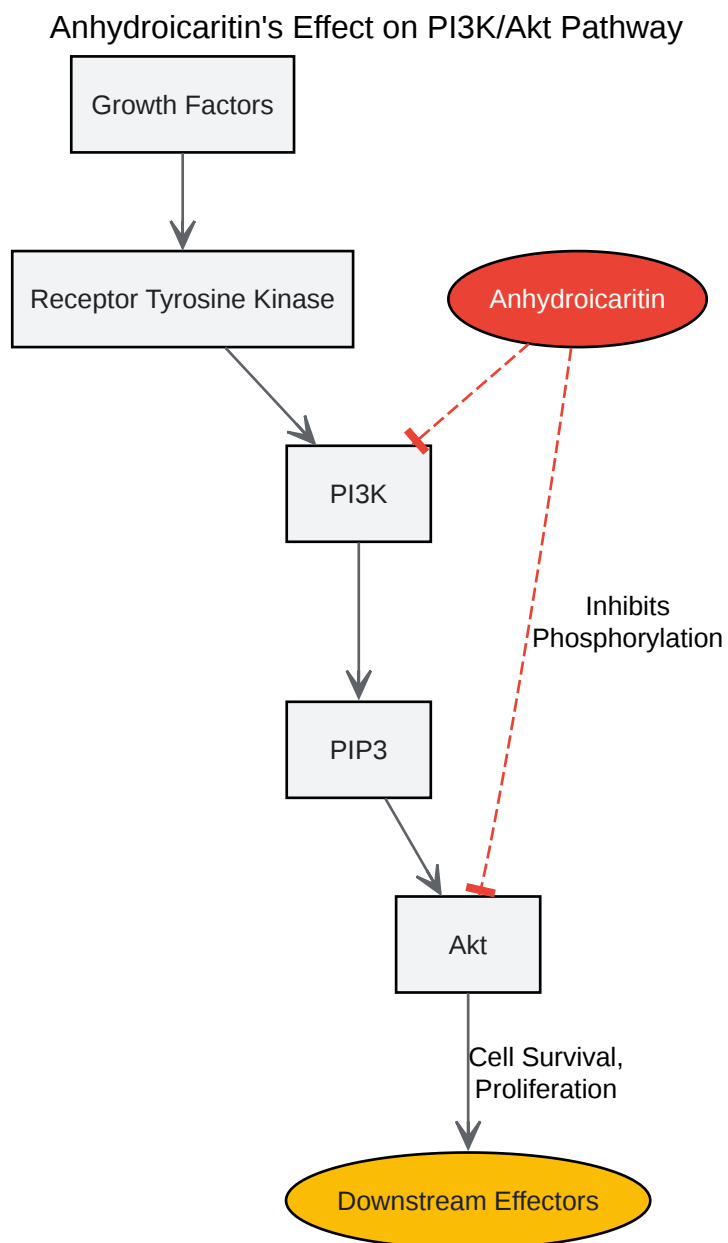 Anhydroicaritin's Effect on PI3K/Akt Pathway
Growth Factors
Receptor Tyrosine Kinase
Anhydroicaritin
PI3K
Inhibits
Phosphorylation
PIP3
Akt
Cell Survival,
Proliferation
Downstream Effectors